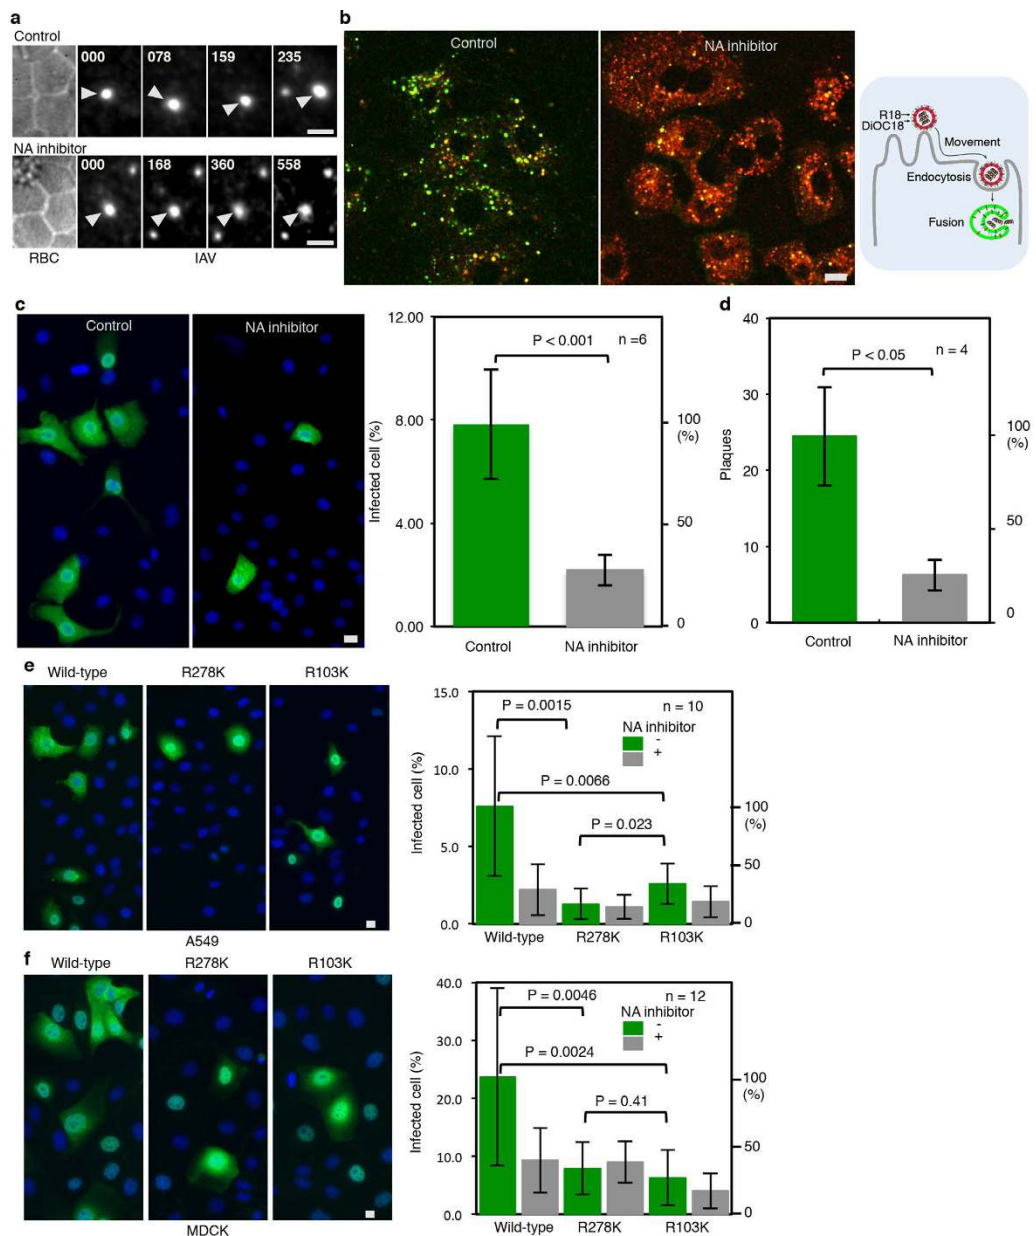 a
Control
000 078 159 235
NA inhibitor
000 168 360 558
RBC IAV
b
Control NA inhibitor
R18
DiOC18
Movement
Endocytosis
Fusion
c
Control NA inhibitor
12.00
8.00
4.00
0.00
Infected cell (%)
P < 0.001 n =6
100
(%)
50
0
Control NA inhibitor
d
40
30
20
10
0
Plaques
P < 0.05 n = 4
100
(%)
50
0
Control NA inhibitor
e
Wild-type R278K R103K
A549
15.0
10.0
5.0
0.0
Infected cell (%)
P = 0.0015 n = 10
NA inhibitor
-
+
P = 0.0066
P = 0.023
100
(%)
50
0
Wild-type R278K R103K
f
Wild-type R278K R103K
MDCK
40.0
30.0
20.0
10.0
0.0
Infected cell (%)
P = 0.0046 n = 12
NA inhibitor
-
+
P = 0.0024
P = 0.41
100
(%)
50
0
Wild-type R278K R103K